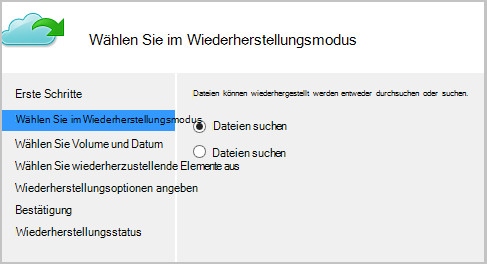 Wählen Sie im Wiederherstellungsmodus
Erste Schritte
Wählen Sie im Wiederherstellungsmodus
Wählen Sie Volume und Datum
Wählen Sie wiederherzustellende Elemente aus
Wiederherstellungsoptionen angeben
Bestätigung
Wiederherstellungsstatus
Dateien können wiederhergestellt werden entweder durchsuchen oder suchen.
Dateien suchen
Dateien suchen